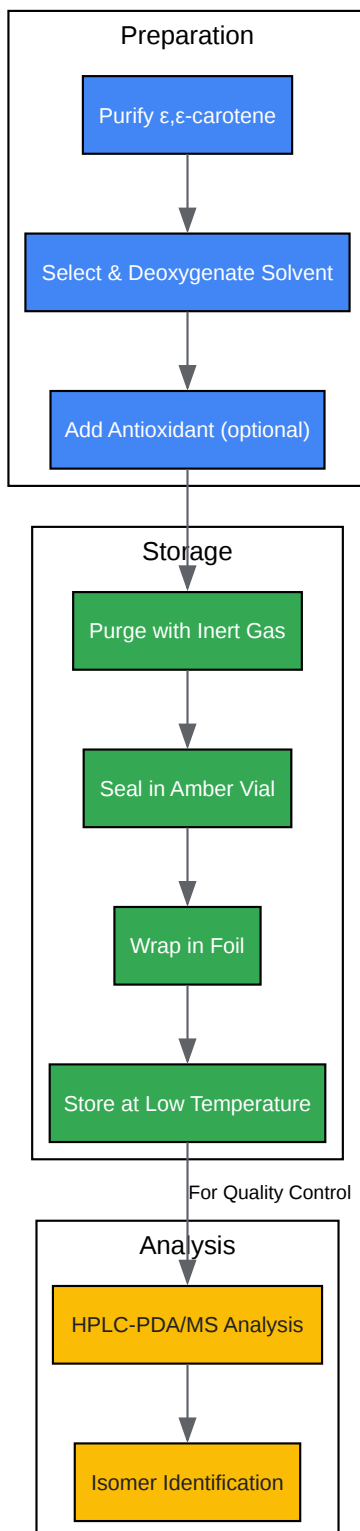 Preparation
Purify ε,ε-carotene
Select & Deoxygenate Solvent
Add Antioxidant (optional)
Storage
Purge with Inert Gas
Seal in Amber Vial
Wrap in Foil
Store at Low Temperature
For Quality Control
Analysis
HPLC-PDA/MS Analysis
Isomer Identification